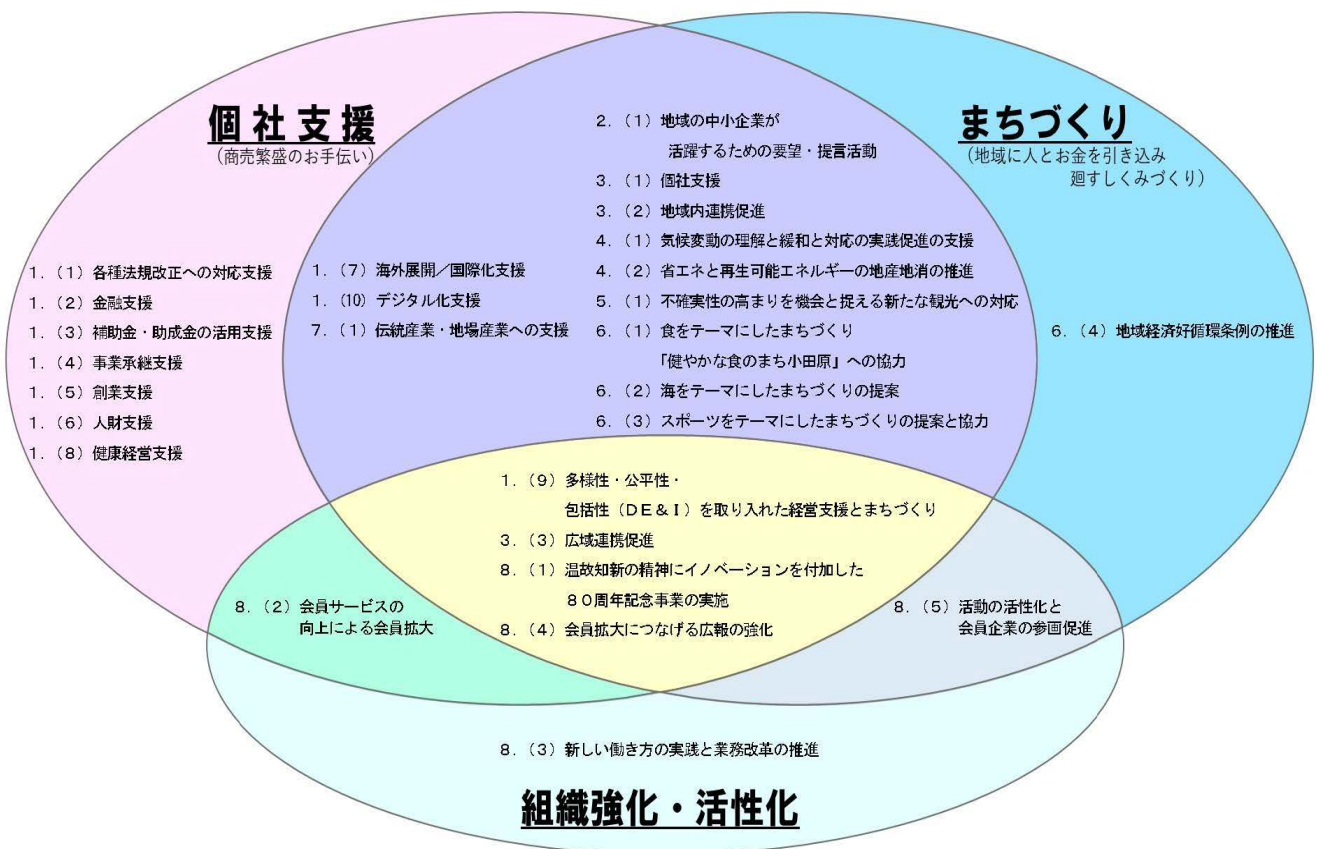 個社支援
（商売繁盛のお手伝い）
まちづくり
（地域に人とお金を引き込み
廻すしくみづくり）
1．（1）各種法規改正への対応支援
1．（2）金融支援
1．（3）補助金・助成金の活用支援
1．（4）事業承継支援
1．（5）創業支援
1．（6）人財支援
1．（8）健康経営支援
1．（7）海外展開／国際化支援
1．（10）デジタル化支援
7．（1）伝統産業・地場産業への支援
2．（1）地域の中小企業が
活躍するための要望・提言活動
3．（1）個社支援
3．（2）地域内連携促進
4．（1）気候変動の理解と緩和と対応の実践促進の支援
4．（2）省エネと再生可能エネルギーの地産地消の推進
5．（1）不確実性の高まりを機会と捉える新たな観光への対応
6．（1）食をテーマにしたまちづくり
「健やかな食のまち小田原」への協力
6．（2）海をテーマにしたまちづくりの提案
6．（3）スポーツをテーマにしたまちづくりの提案と協力
6．（4）地域経済好循環条例の推進
1．（9）多様性・公平性・
包括性（ＤＥ＆Ｉ）を取り入れた経営支援とまちづくり
3．（3）広域連携促進
8．（1）温故知新の精神にイノベーションを付加した
８０周年記念事業の実施
8．（4）会員拡大につなげる広報の強化
8．（2）会員サービスの
向上による会員拡大
8．（5）活動の活性化と
会員企業の参画促進
8．（3）新しい働き方の実践と業務改革の推進
組織強化・活性化